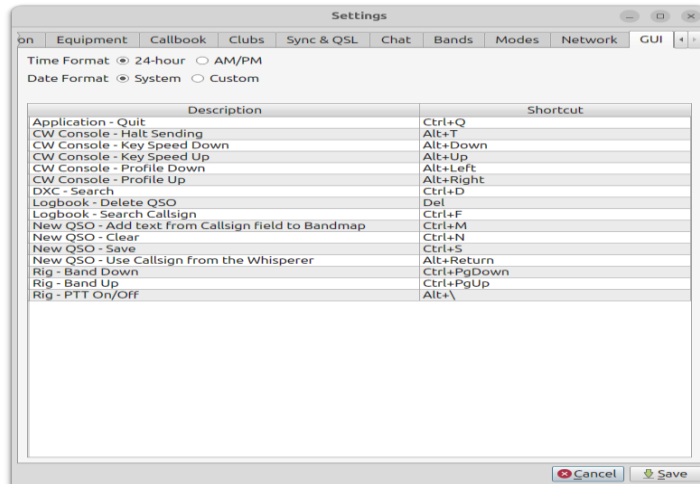 Settings
on Equipment Callbook Clubs Sync & QSL Chat Bands Modes Network GUI
Time Format 24-hour AM/PM
Date Format System Custom
Description Shortcut
Application - Quit Ctrl+Q
CW Console - Halt Sending Alt+T
CW Console - Key Speed Down Alt+Down
CW Console - Key Speed Up Alt+Up
CW Console - Profile Down Alt+Left
CW Console - Profile Up Alt+Right
DXC - Search Ctrl+D
Logbook - Delete QSO Del
Logbook - Search Callsign Ctrl+F
New QSO - Add text from Callsign field to Bandmap Ctrl+M
New QSO - Clear Ctrl+N
New QSO - Save Ctrl+S
New QSO - Use Callsign from the Whisperer Alt+Return
Rig - Band Down Ctrl+PgDown
Rig - Band Up Ctrl+PgUp
Rig - PTT On/Off Alt+\
Cancel Save